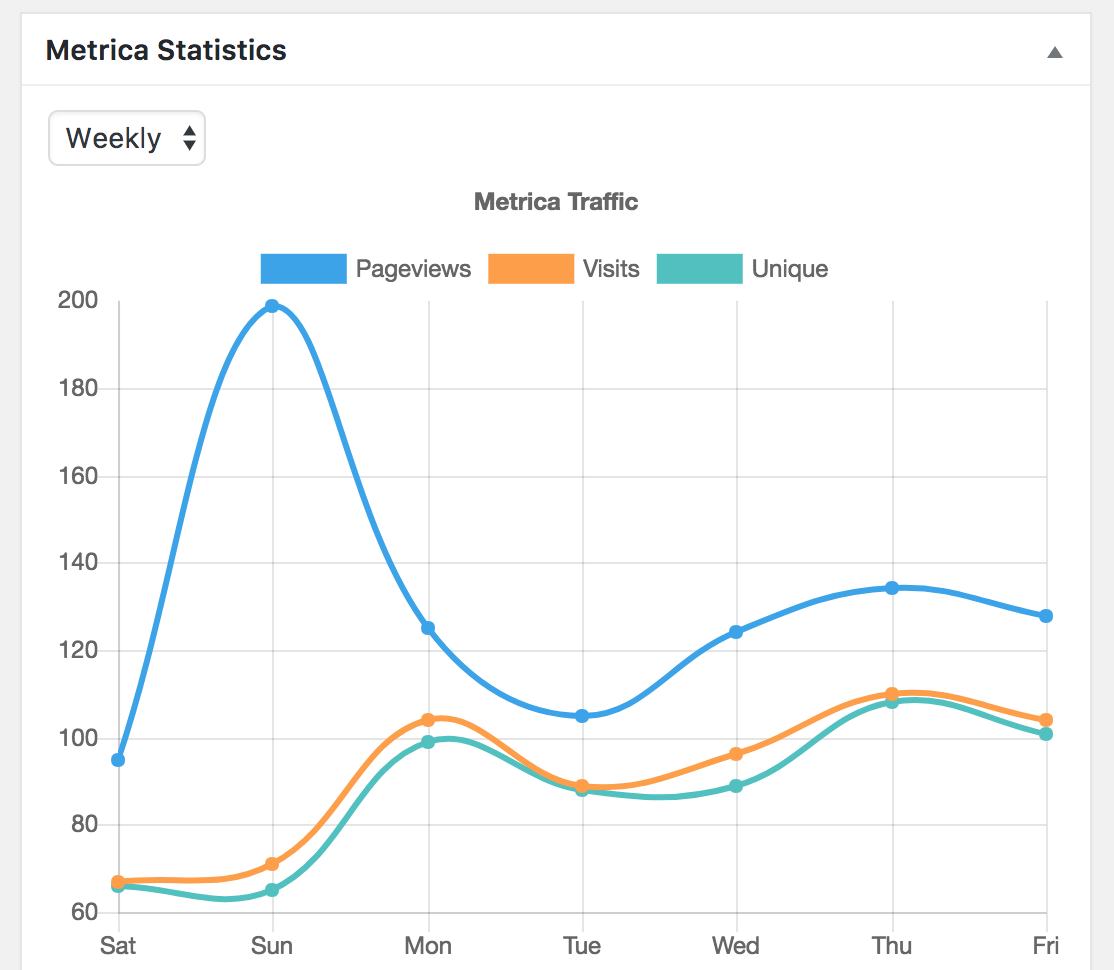 Metrica Statistics
Weekly
Metrica Traffic
Pageviews Visits Unique
200
180
160
140
120
100
80
60
Sat Sun Mon Tue Wed Thu Fri